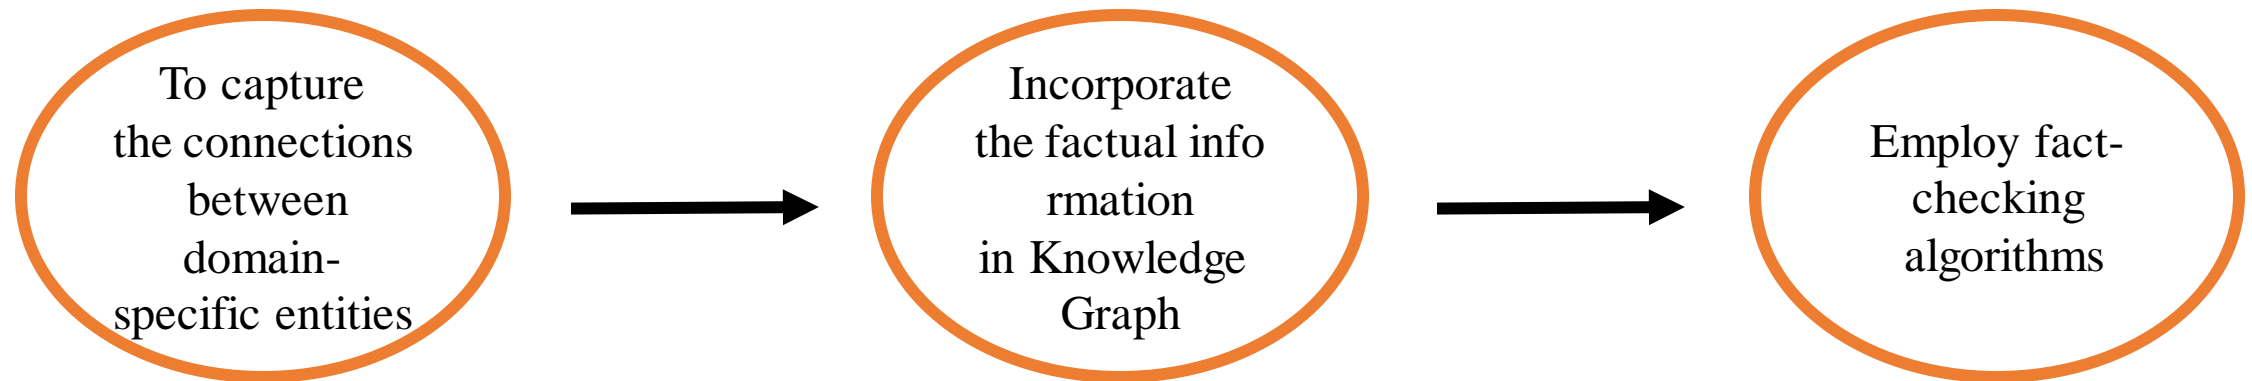 To capture
the connections
between
domain-
specific entities
Incorporate
the factual info
rmation
in Knowledge
Graph
Employ fact-
checking
algorithms